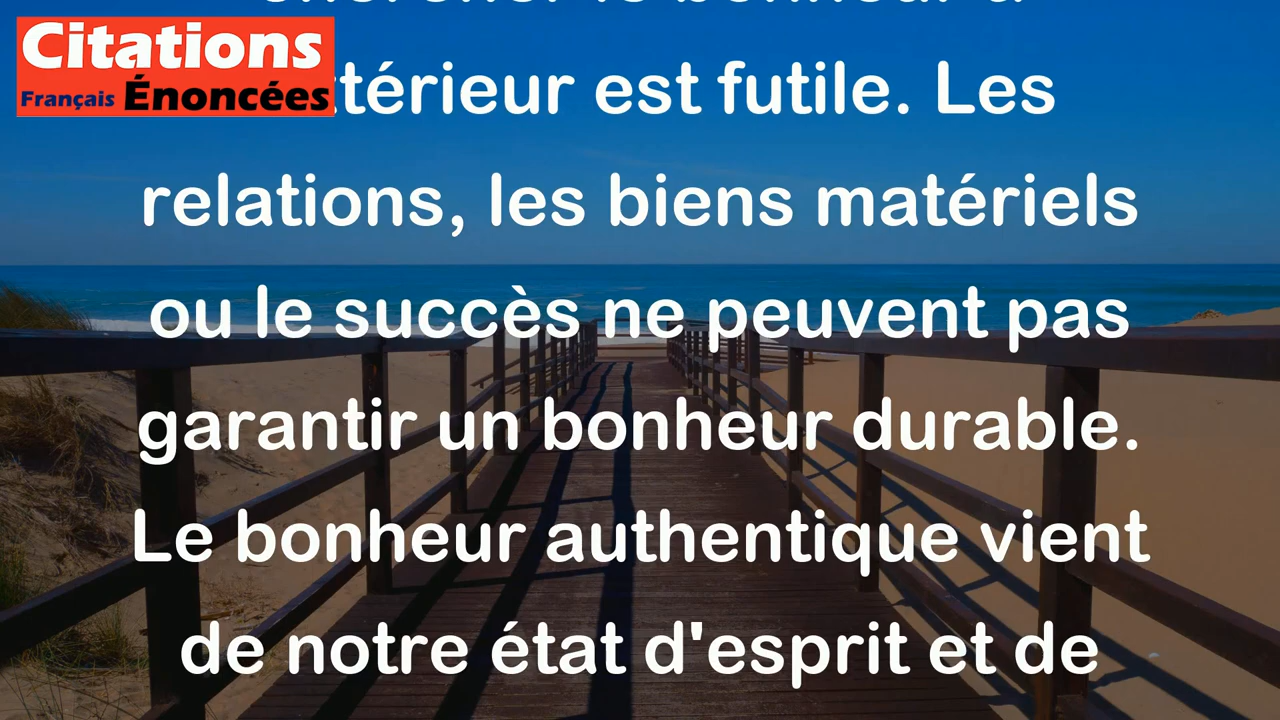 Citations
Français Énoncées
térieur est futile. Les
relations, les biens matériels
ou le succès ne peuvent pas
garantir un bonheur durable.
Le bonheur authentique vient
de notre état d'esprit et de